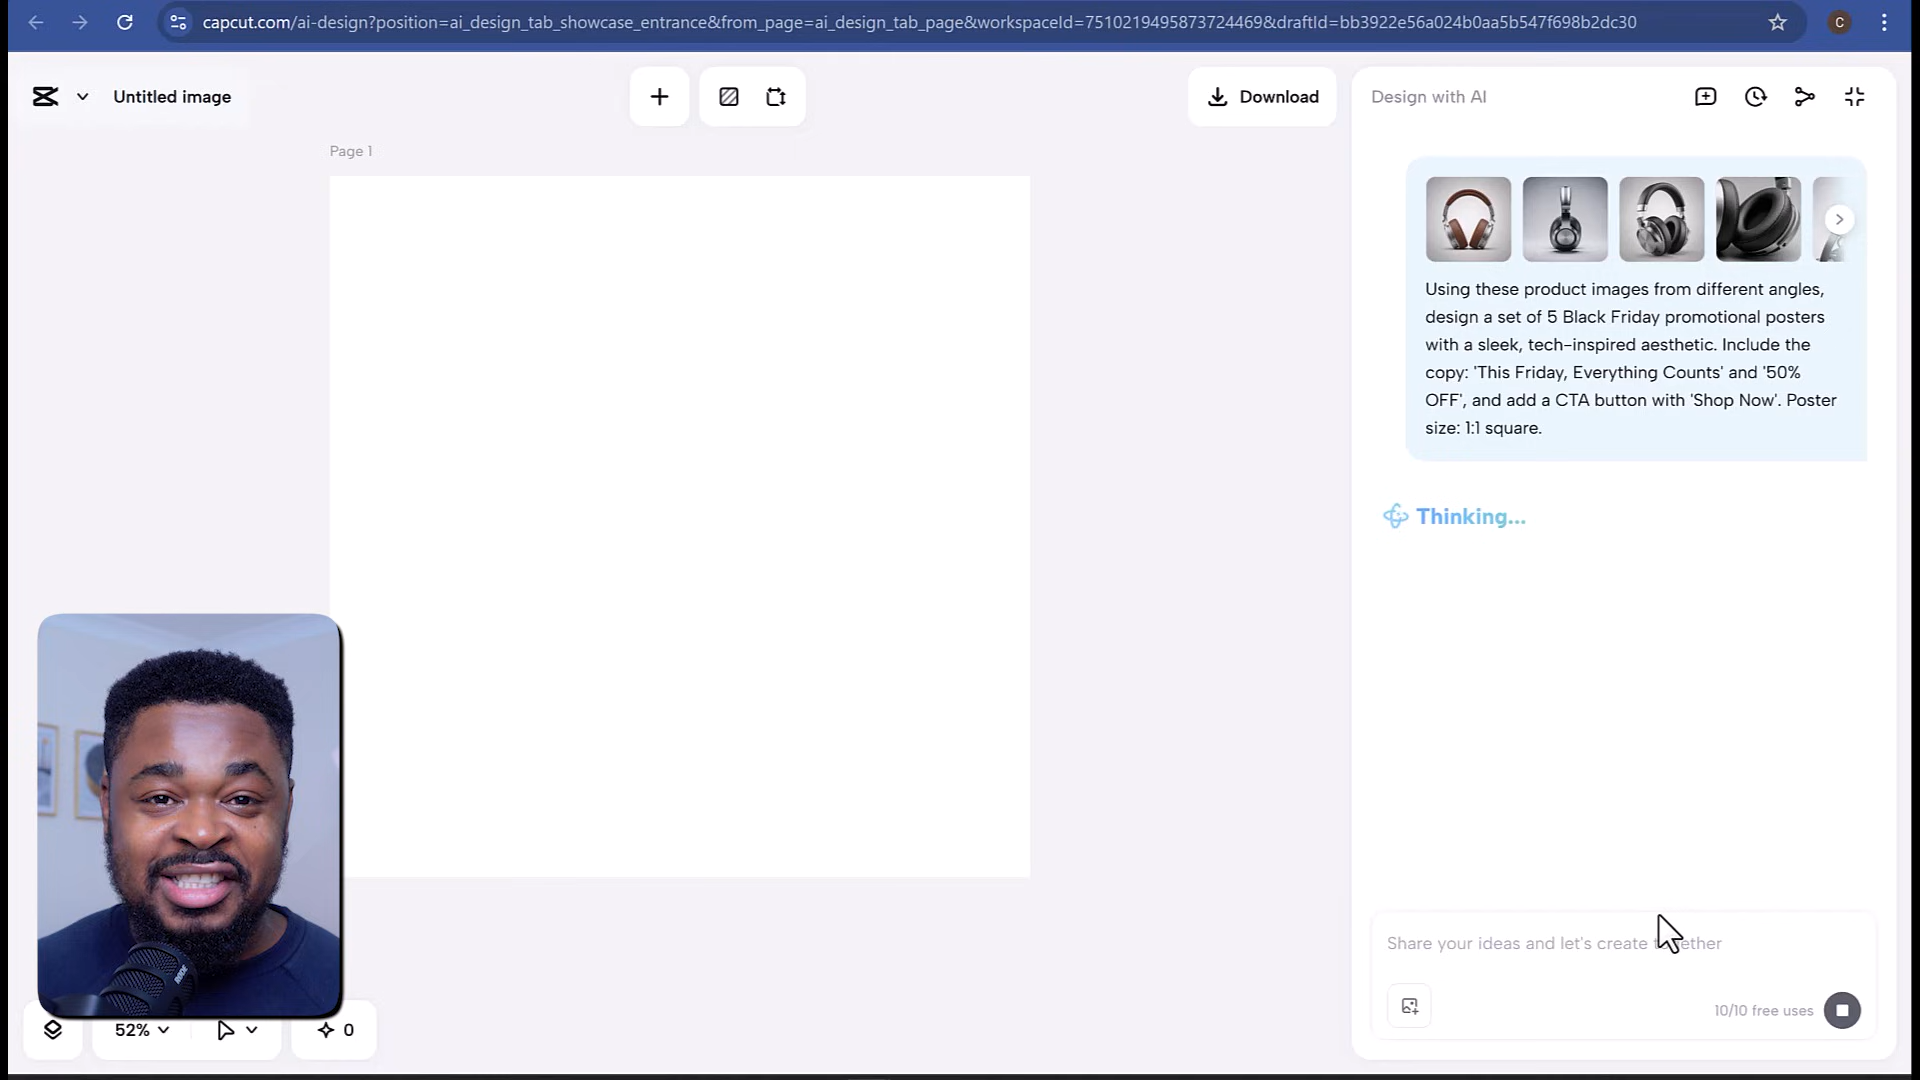 capcut.com/ai-design?position=ai_design_tab_showcase_entrance&from_page=ai_design_tab_page&workspaceId=7510219495873724469&draftId=bb3922e56a024b0aa5b547f698b2dc30
C
Untitled image
Download
Design with AI
Page 1
Using these product images from different angles,
design a set of 5 Black Friday promotional posters
with a sleek, tech-inspired aesthetic. Include the
copy: 'This Friday, Everything Counts' and '50%
OFF', and add a CTA button with 'Shop Now'. Poster
size: 1:1 square.
Thinking...
Share your ideas and let's create together
10/10 free uses
52%
0
RØDE